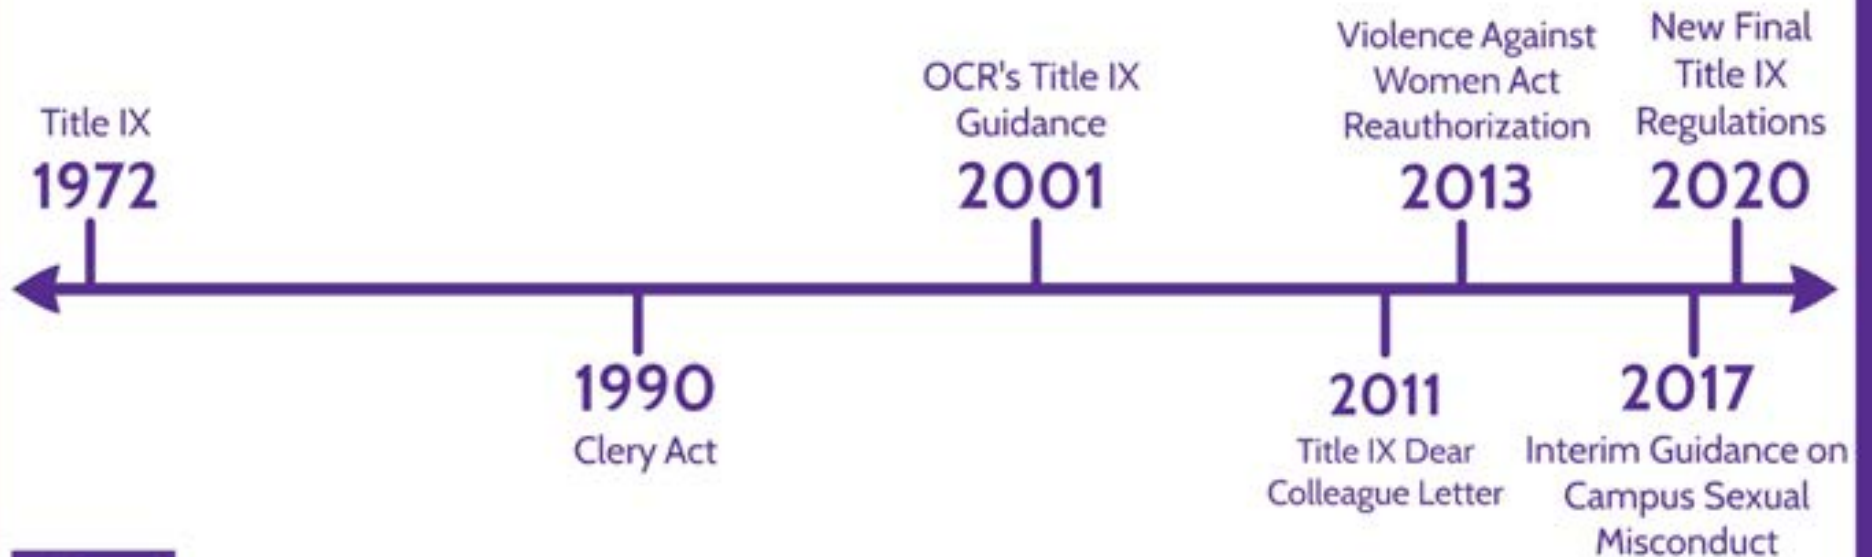 Title IX
1972
1990
Clery Act
OCR's Title IX
Guidance
2001
2011
Title IX Dear
Colleague Letter
Violence Against
Women Act
Reauthorization
2013
2017
Interim Guidance on
Campus Sexual
Misconduct
New Final
Title IX
Regulations
2020